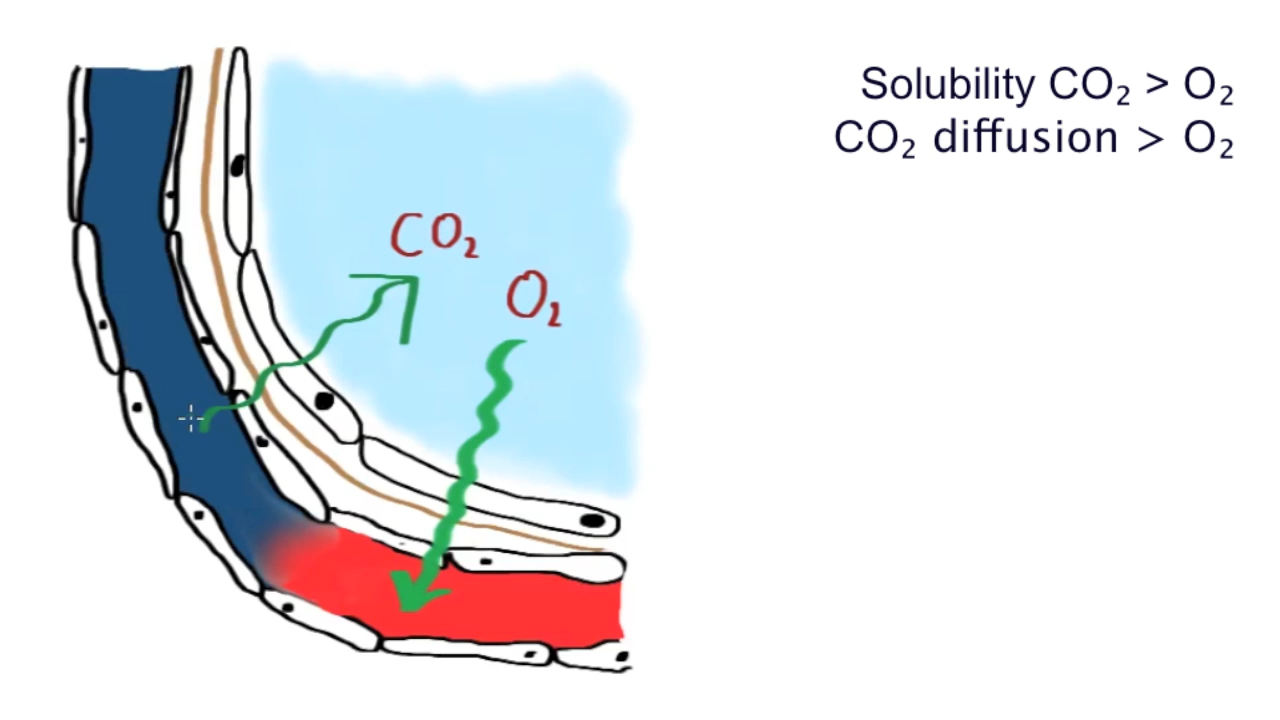 Solubility CO₂ > O₂
CO₂ diffusion > O₂
CO₂
O₂